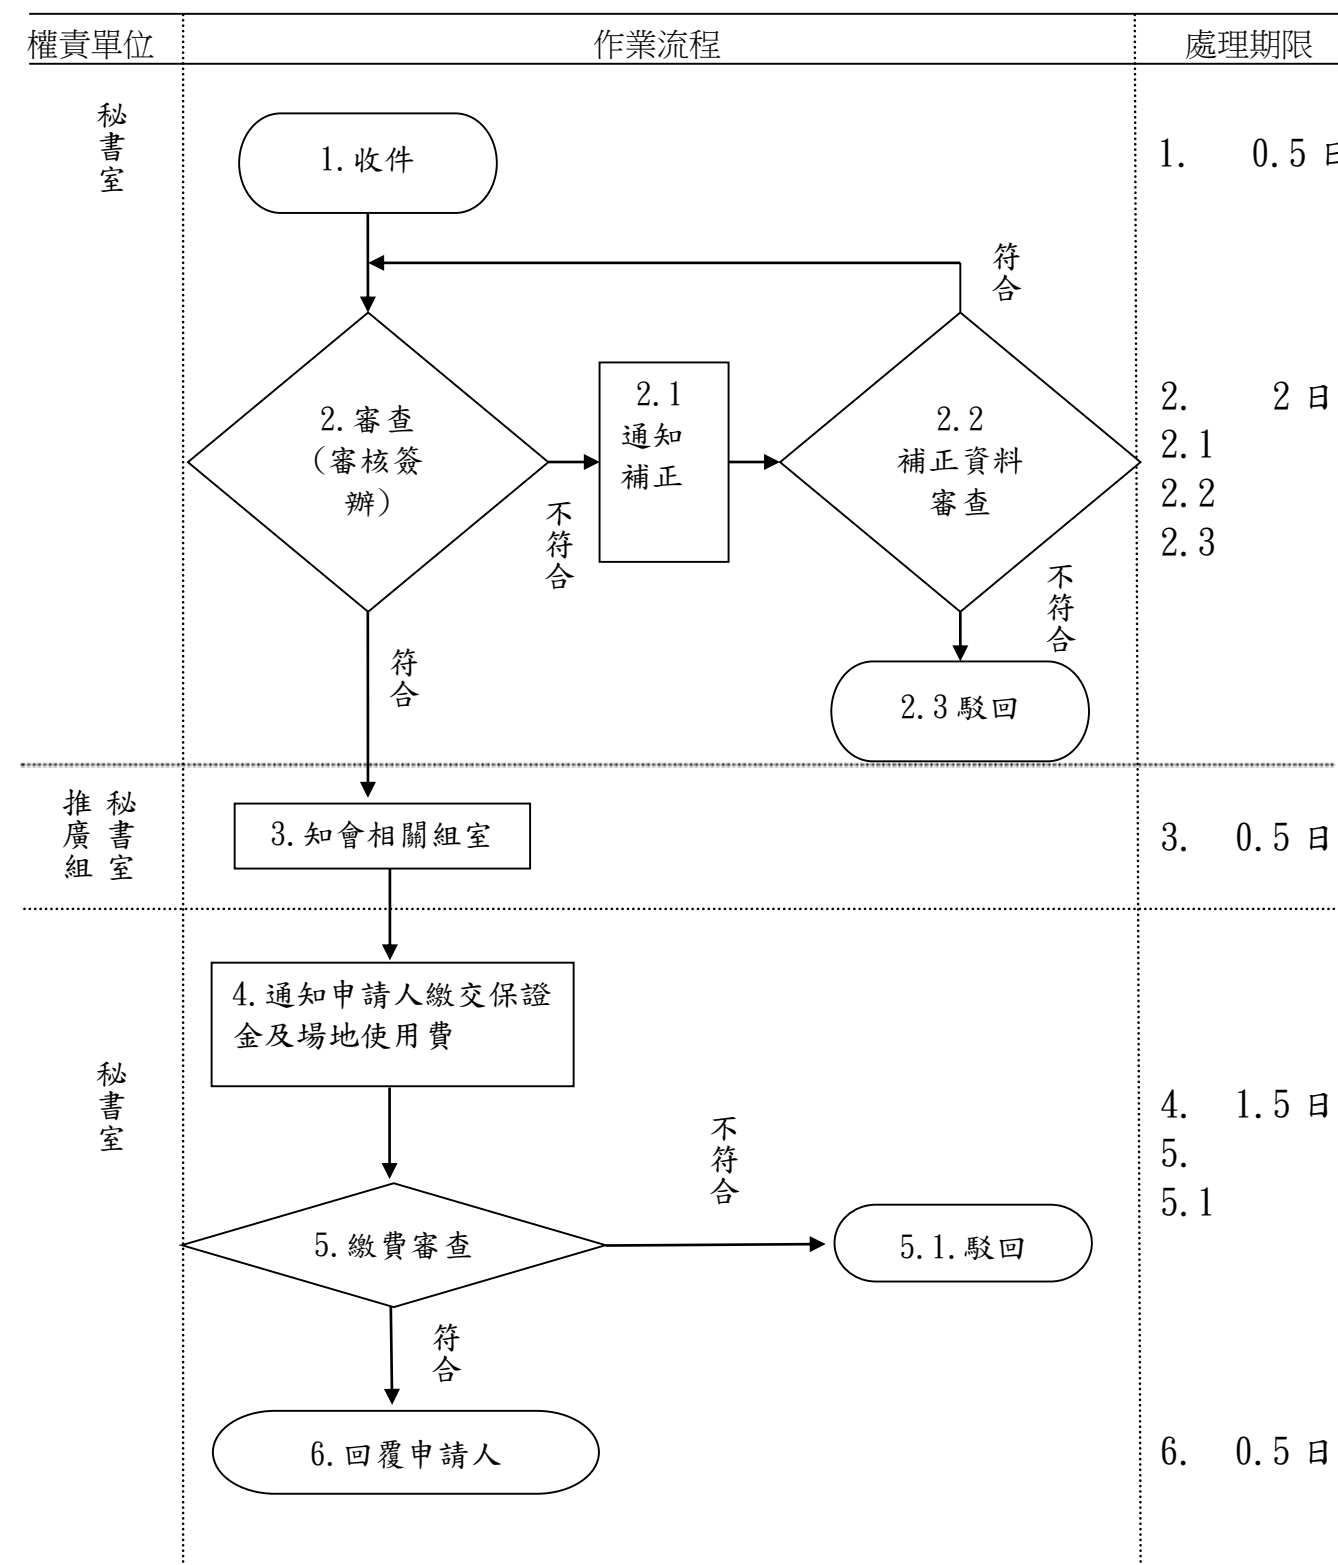 權責單位
作業流程
處理期限
秘書室
1.收件
1. 0.5 日
符合
2.審查
(審核簽
辦)
不符合
2.1
通知
補正
2.2
補正資料
審查
不符合
2.3 駁回
符合
2. 2 日
2.1
2.2
2.3
秘書室
推廣組
3.知會相關組室
3. 0.5 日
秘書室
4.通知申請人繳交保證
金及場地使用費
5.繳費審查
不符合
5.1.駁回
符合
4. 1.5 日
5.
5.1
6.回覆申請人
6. 0.5 日